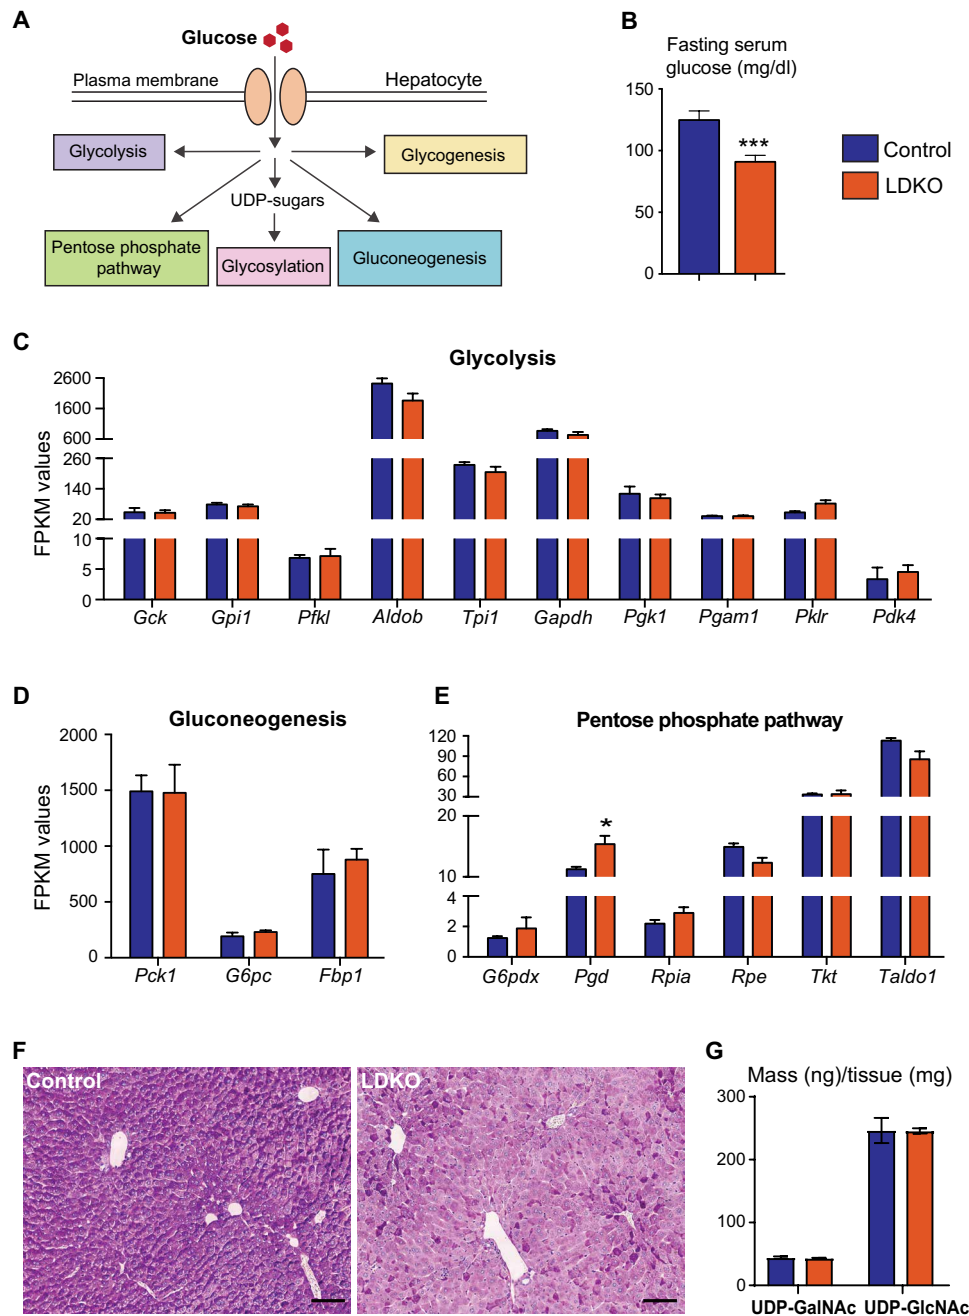 A
Glucose
Plasma membrane
Hepatocyte
Glycolysis
Glycogenesis
UDP-sugars
Pentose phosphate
pathway
Glycosylation
Gluconeogenesis
B
Fasting serum
glucose (mg/dl)
150
100
50
0
***
Control
LDKO
C
Glycolysis
FPKM values
2600
1600
600
260
140
20
10
5
0
Gck Gpi1 Pfkl Aldob Tpi1 Gapdh Pgk1 Pgam1 Pklr Pdk4
D
Gluconeogenesis
FPKM values
2000
1500
1000
500
0
Pck1 G6pc Fbp1
E
Pentose phosphate pathway
120
90
60
30
20
10
4
2
0
*
G6pdx Pgd Rpia Rpe Tkt Taldo1
F
Control
LDKO
G
Mass (ng)/tissue (mg)
300
200
100
0
UDP-GalNAc UDP-GlcNAc